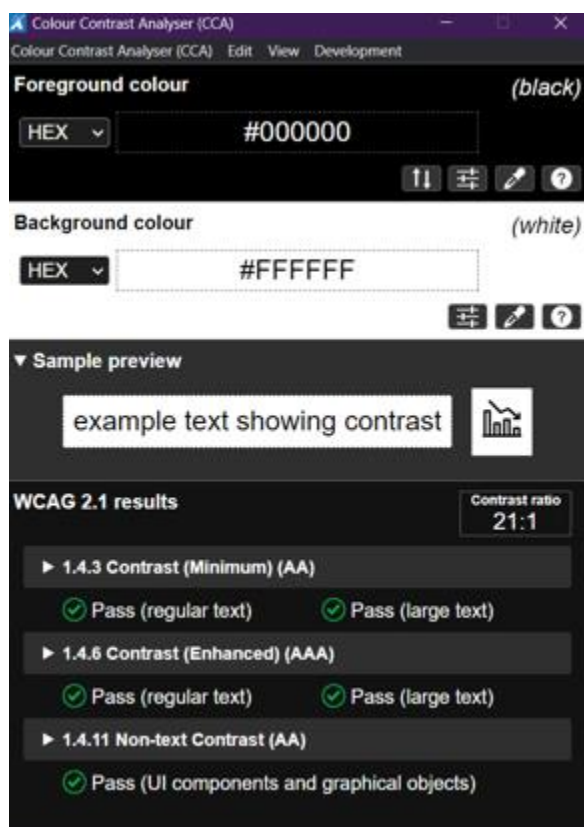 Colour Contrast Analyser (CCA)
Colour Contrast Analyser (CCA) Edit View Development
Foreground colour (black)
HEX #000000
Background colour (white)
HEX #FFFFFF
▼ Sample preview
example text showing contrast
WCAG 2.1 results
Contrast ratio
21:1
▶ 1.4.3 Contrast (Minimum) (AA)
Pass (regular text) Pass (large text)
▶ 1.4.6 Contrast (Enhanced) (AAA)
Pass (regular text) Pass (large text)
▶ 1.4.11 Non-text Contrast (AA)
Pass (UI components and graphical objects)